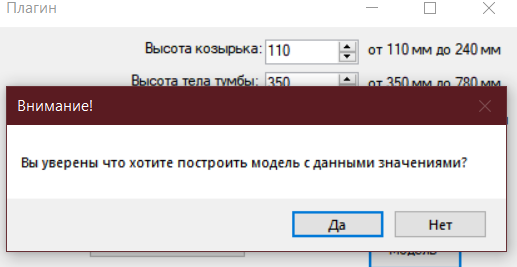 Плагин
Высота козырька: 110 от 110 мм до 240 мм
Высота тела тумбы: 350 от 350 мм до 780 мм
Внимание!
Вы уверены что хотите построить модель с данными значениями?
Да Нет
модель